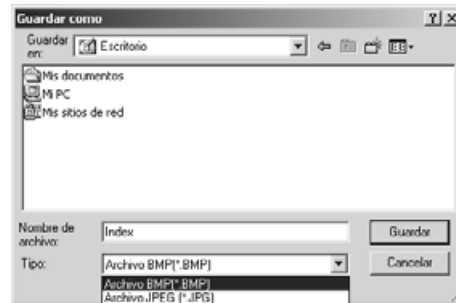 Guardar como
Guardar en: Escritorio
Mis documentos
Mi PC
Mis sitios de red
Nombre de archivo: Index
Guardar
Tipo: Archivo BMP(*.BMP)
Cancelar
Archivo BMP(*.BMP)
Archivo JPEG (*.JPG)